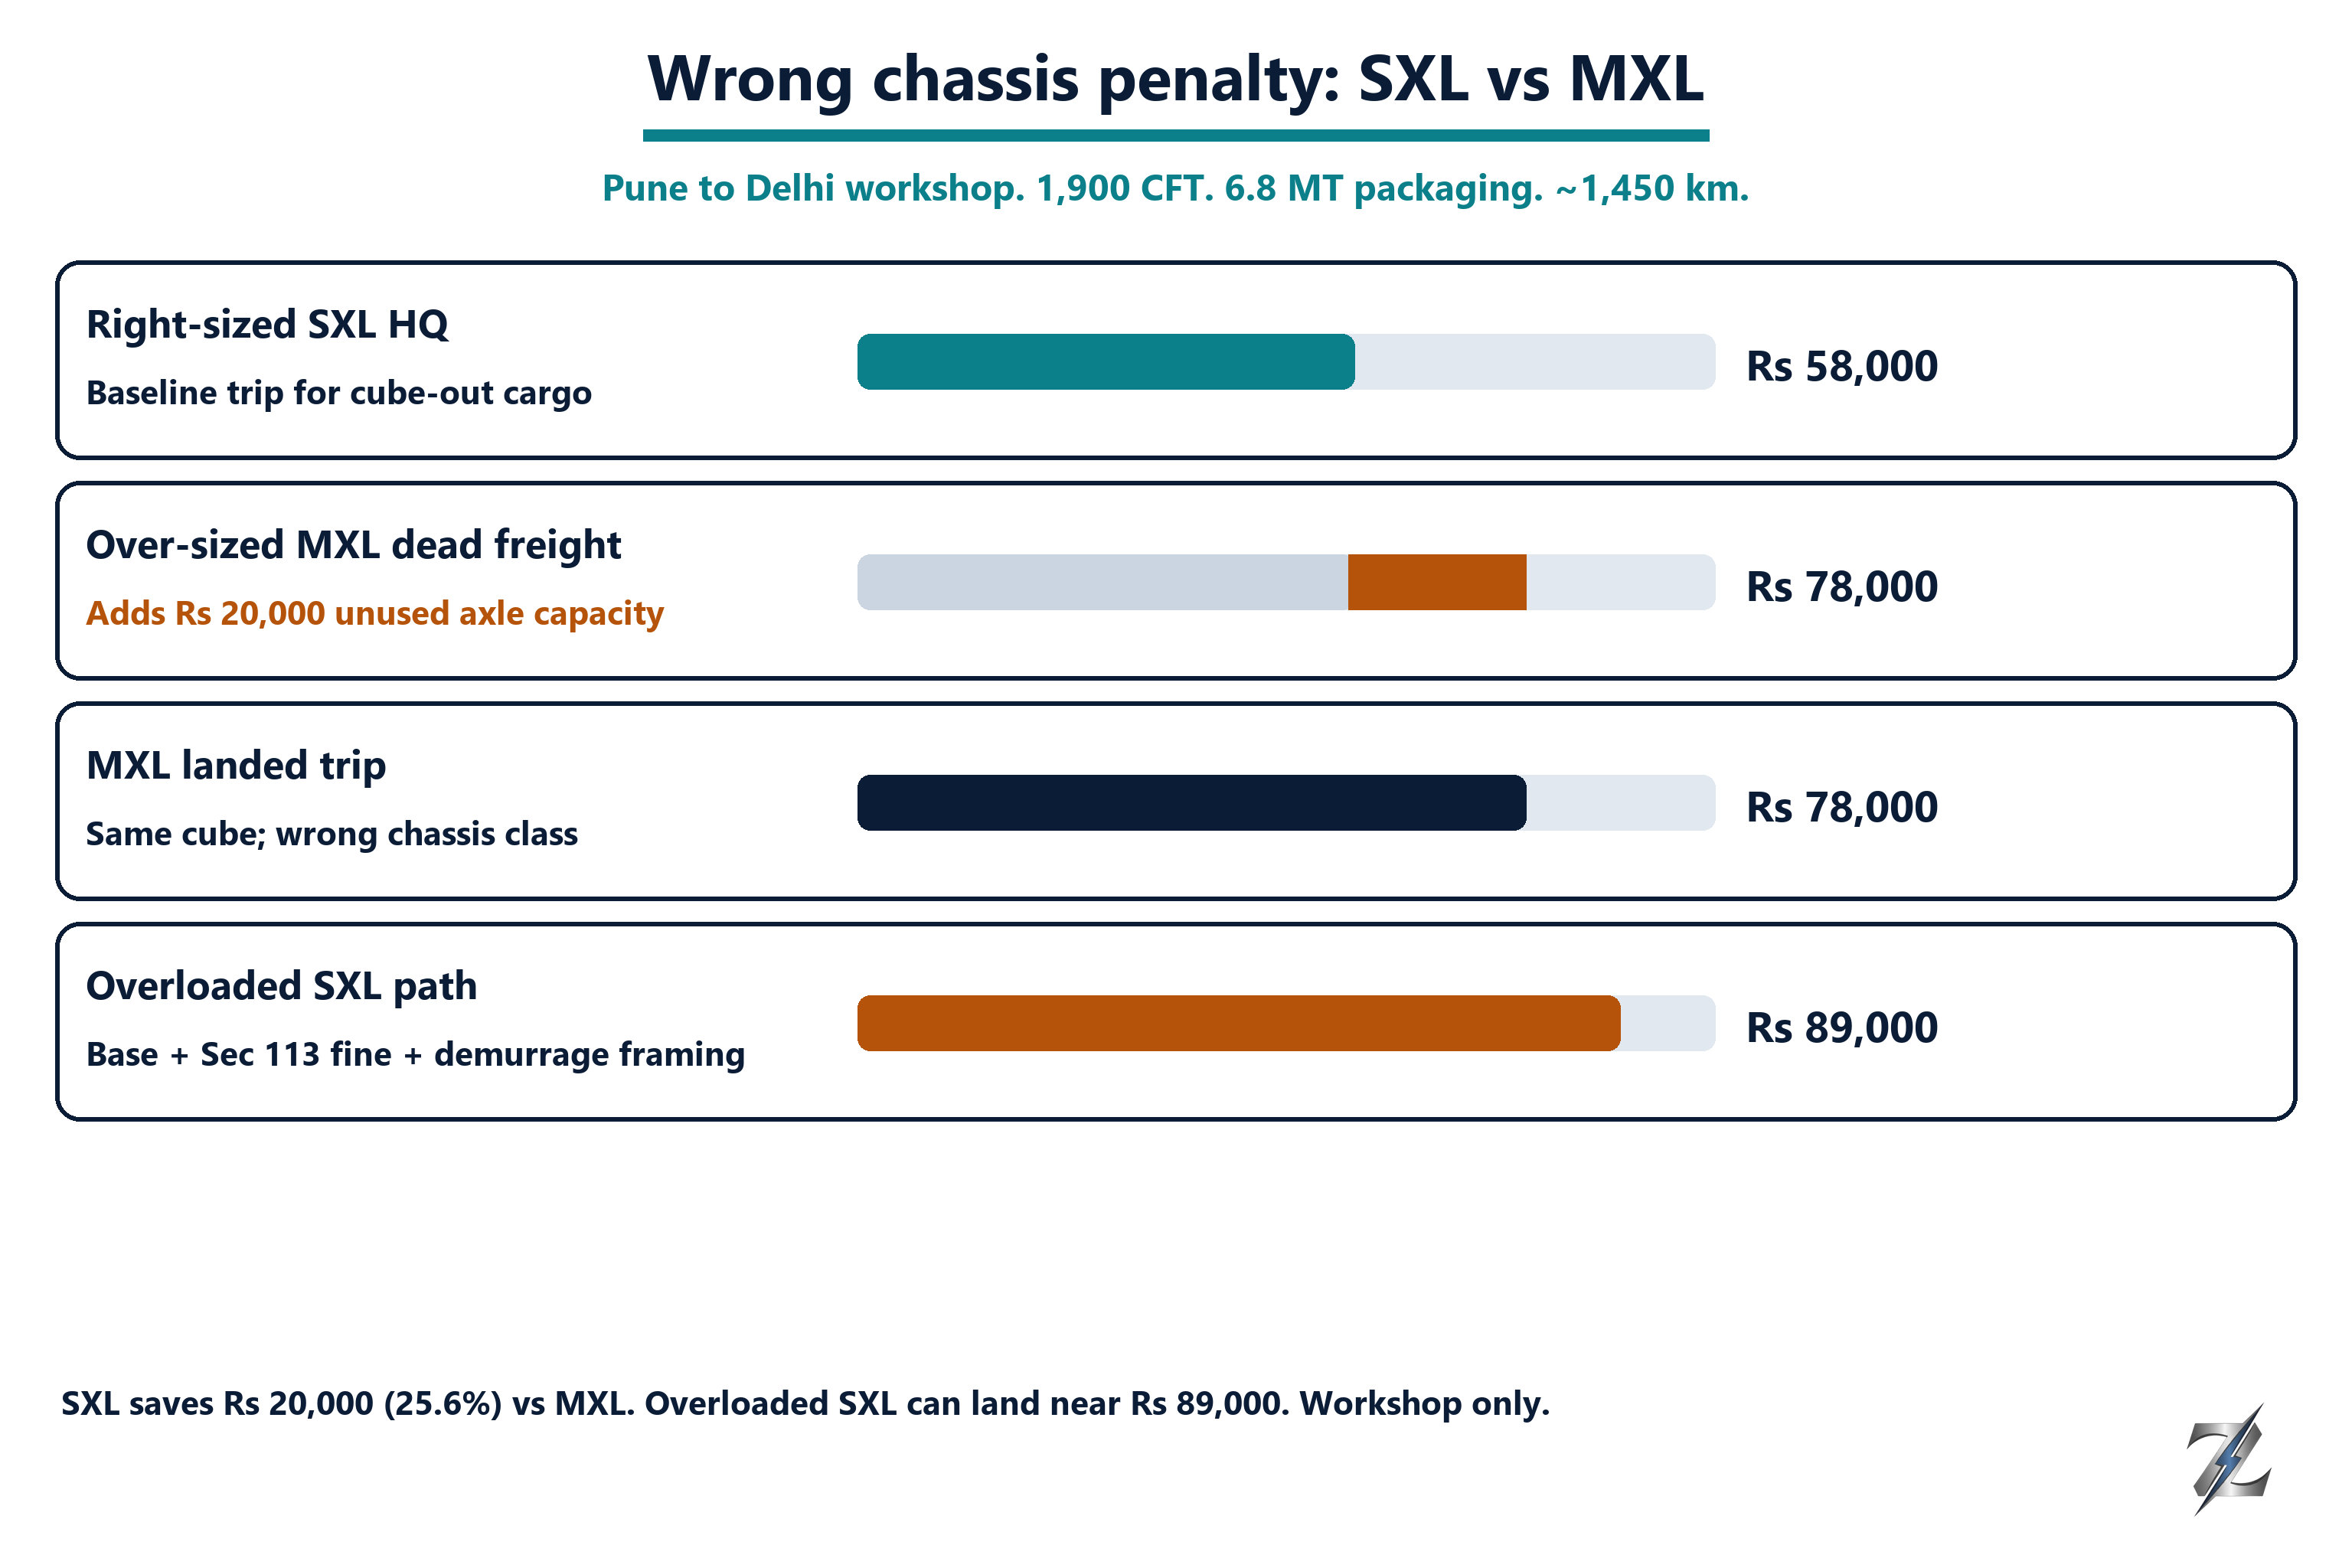 Wrong chassis penalty: SXL vs MXL
Pune to Delhi workshop. 1,900 CFT. 6.8 MT packaging. ~1,450 km.
Right-sized SXL HQ
Baseline trip for cube-out cargo
Rs 58,000
Over-sized MXL dead freight
Adds Rs 20,000 unused axle capacity
Rs 78,000
MXL landed trip
Same cube; wrong chassis class
Rs 78,000
Overloaded SXL path
Base + Sec 113 fine + demurrage framing
Rs 89,000
SXL saves Rs 20,000 (25.6%) vs MXL. Overloaded SXL can land near Rs 89,000. Workshop only.
Z